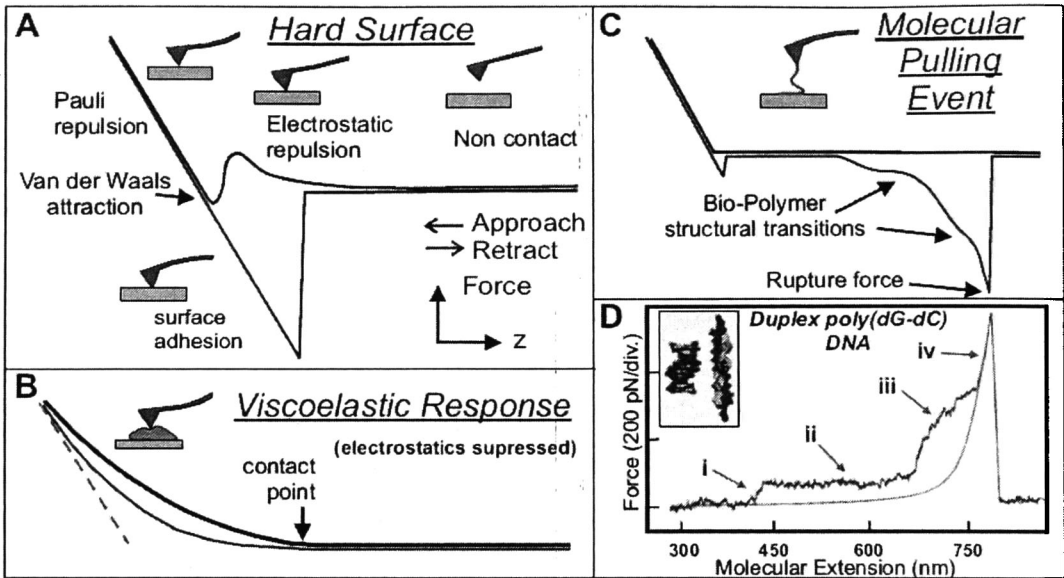 A
Hard Surface
Pauli
repulsion
Electrostatic
repulsion
Non contact
Van der Waals
attraction
Approach
Retract
Force
z
surface
adhesion
B
Viscoelastic Response
(electrostatics supressed)
contact
point
C
Molecular
Pulling
Event
Bio-Polymer
structural transitions
Rupture force
D
Duplex poly(dG-dC)
DNA
i
ii
iii
iv
Force (200 pN/div.)
300 450 600 750
Molecular Extension (nm)